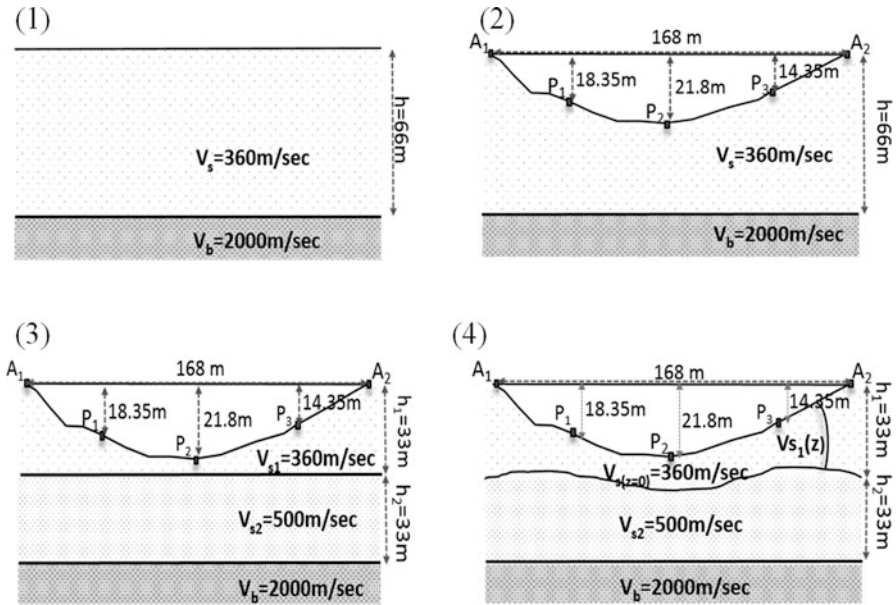 (1)
h=66m
Vs=360m/sec
Vb=2000m/sec
(2)
A1
168 m
A2
18.35m
21.8m
14.35m
P1
P2
P3
h=66m
Vs=360m/sec
Vb=2000m/sec
(3)
A1
168 m
A2
18.35m
21.8m
14.35m
P1
P2
P3
h1=33m
Vs1=360m/sec
h2=33m
Vs2=500m/sec
Vb=2000m/sec
(4)
A1
168 m
A2
18.35m
21.8m
14.35m
P1
P2
P3
h1=33m
Vs1(z)
Vs(z=0)=360m/sec
h2=33m
Vs2=500m/sec
Vb=2000m/sec